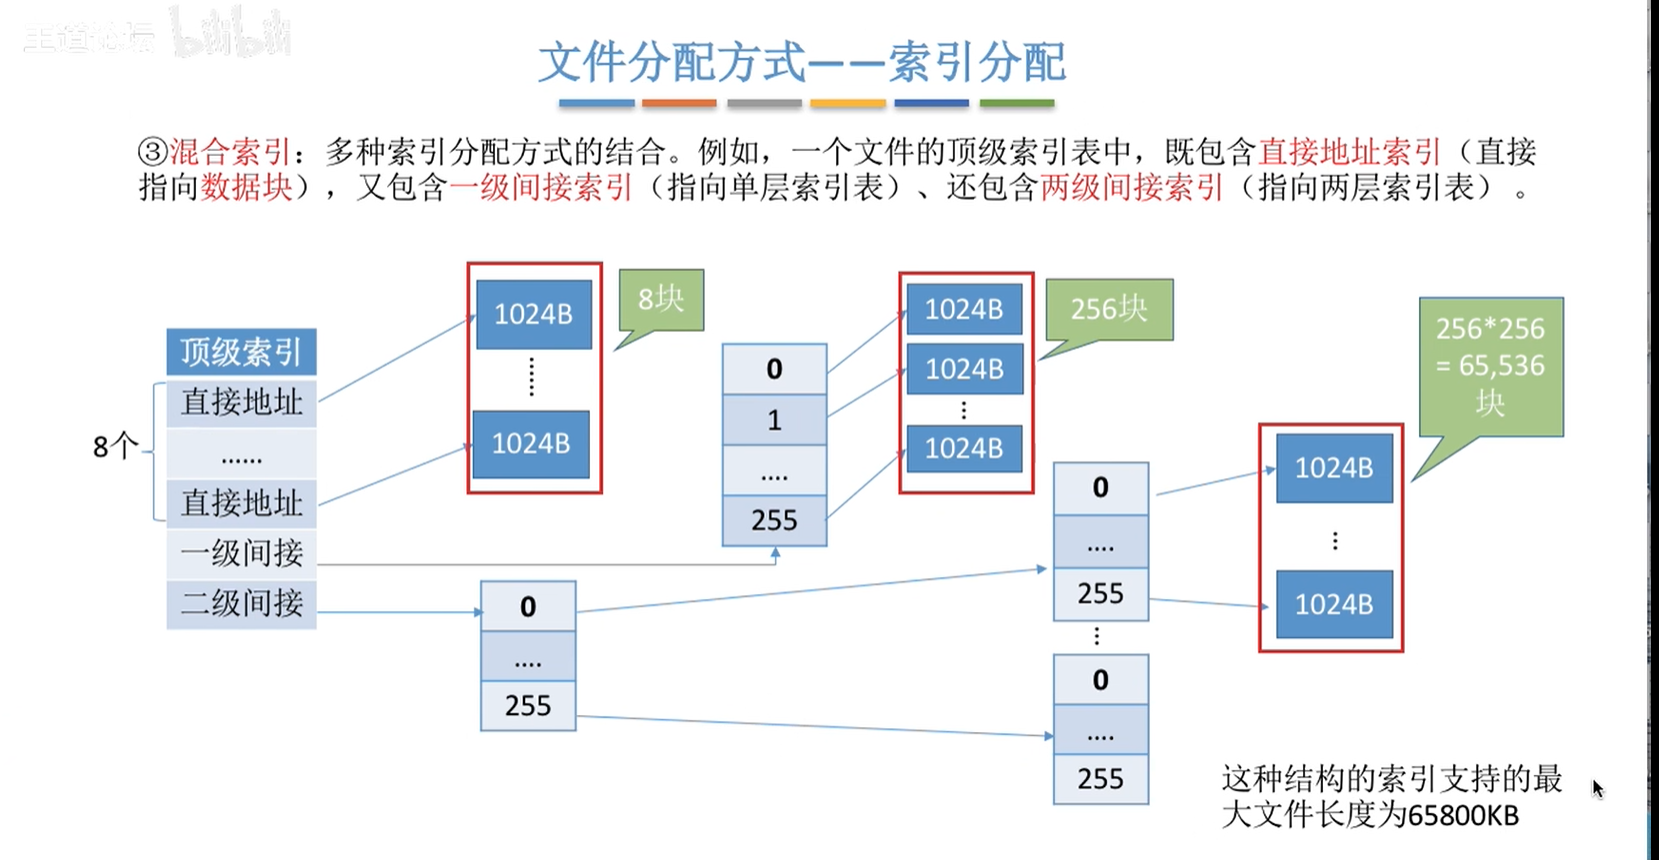 王道论坛 bilibili
文件分配方式——索引分配
③混合索引：多种索引分配方式的结合。例如，一个文件的顶级索引表中，既包含直接地址索引（直接
指向数据块），又包含一级间接索引（指向单层索引表）、还包含两级间接索引（指向两层索引表）。
顶级索引
直接地址
......
直接地址
一级间接
二级间接
8个
1024B
1024B
8块
0
1
....
255
1024B
1024B
1024B
256块
0
....
255
0
....
255
0
....
255
1024B
1024B
256*256
= 65,536
块
这种结构的索引支持的最
大文件长度为65800KB